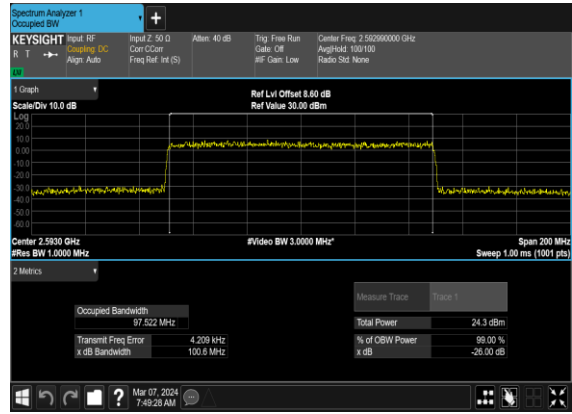 Spectrum Analyzer 1
Occupied BW
KEYSIGHT Input: RF Input Z: 50 Ω Atten: 40 dB Trig: Free Run Center Freq: 2.592990000 GHz
R T Coupling: DC Corr CCorr Gate: Off Avg|Hold: 100/100
Align: Auto Freq Ref: Int (S) #IF Gain: Low Radio Std: None
1 Graph
Ref Lvl Offset 8.60 dB
Scale/Div 10.0 dB Ref Value 30.00 dBm
Log
20.0
10.0
0.00
-10.0
-20.0
-30.0
-40.0
-50.0
-60.0
Center 2.5930 GHz #Video BW 3.0000 MHz* Span 200 MHz
#Res BW 1.0000 MHz Sweep 1.00 ms (1001 pts)
2 Metrics
Measure Trace Trace 1
Occupied Bandwidth
97.522 MHz Total Power 24.3 dBm
Transmit Freq Error 4.209 kHz % of OBW Power 99.00 %
x dB Bandwidth 100.6 MHz x dB -26.00 dB
? Mar 07, 2024
7:49:28 AM